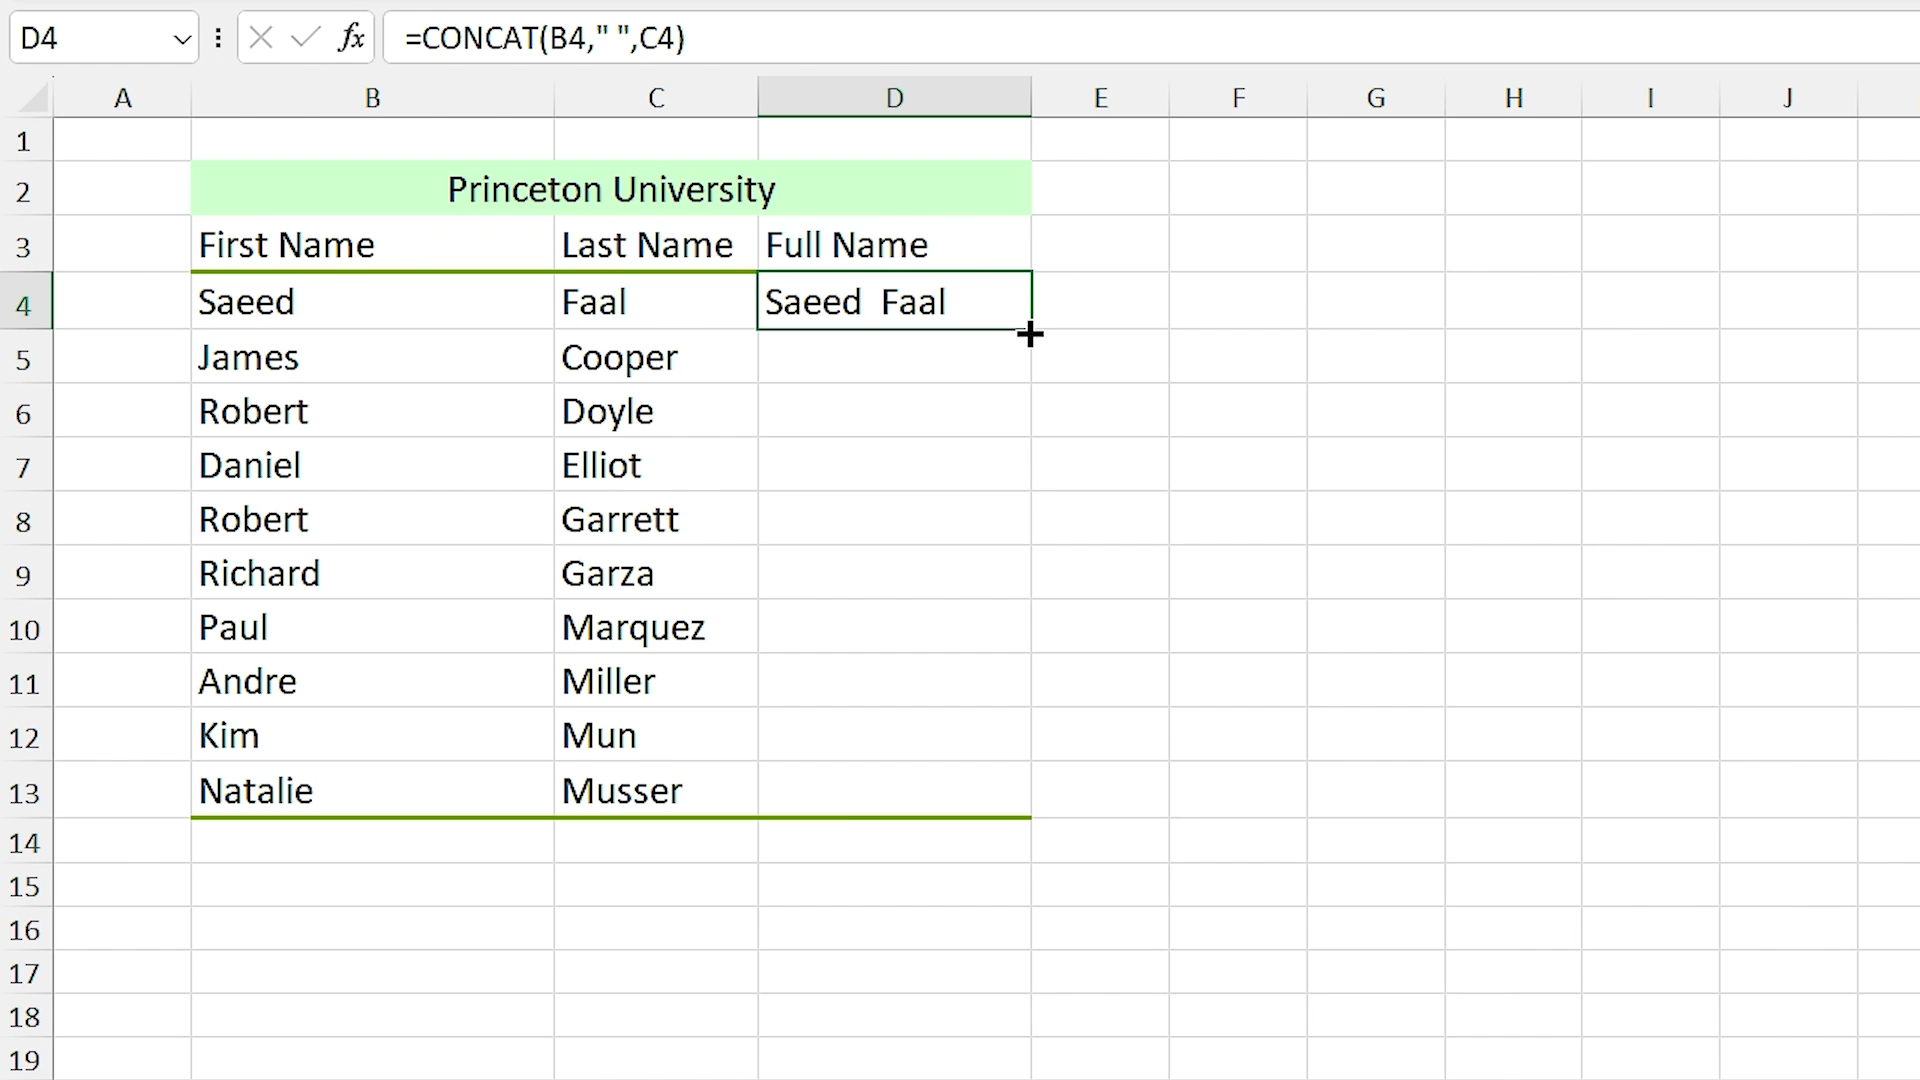 D4 fx =CONCAT(B4," ",C4)
A B C D E F G H I J
1
2 Princeton University
3 First Name Last Name Full Name
4 Saeed Faal Saeed  Faal
5 James Cooper
6 Robert Doyle
7 Daniel Elliot
8 Robert Garrett
9 Richard Garza
10 Paul Marquez
11 Andre Miller
12 Kim Mun
13 Natalie Musser
14
15
16
17
18
19